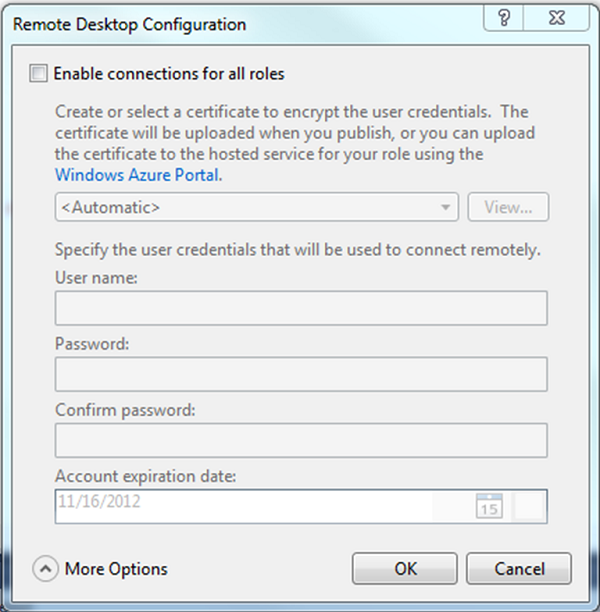 Remote Desktop Configuration
Enable connections for all roles
Create or select a certificate to encrypt the user credentials.  The
certificate will be uploaded when you publish, or you can upload
the certificate to the hosted service for your role using the
Windows Azure Portal.
<Automatic>
View...
Specify the user credentials that will be used to connect remotely.
User name:
Password:
Confirm password:
Account expiration date:
11/16/2012
15
More Options
OK
Cancel